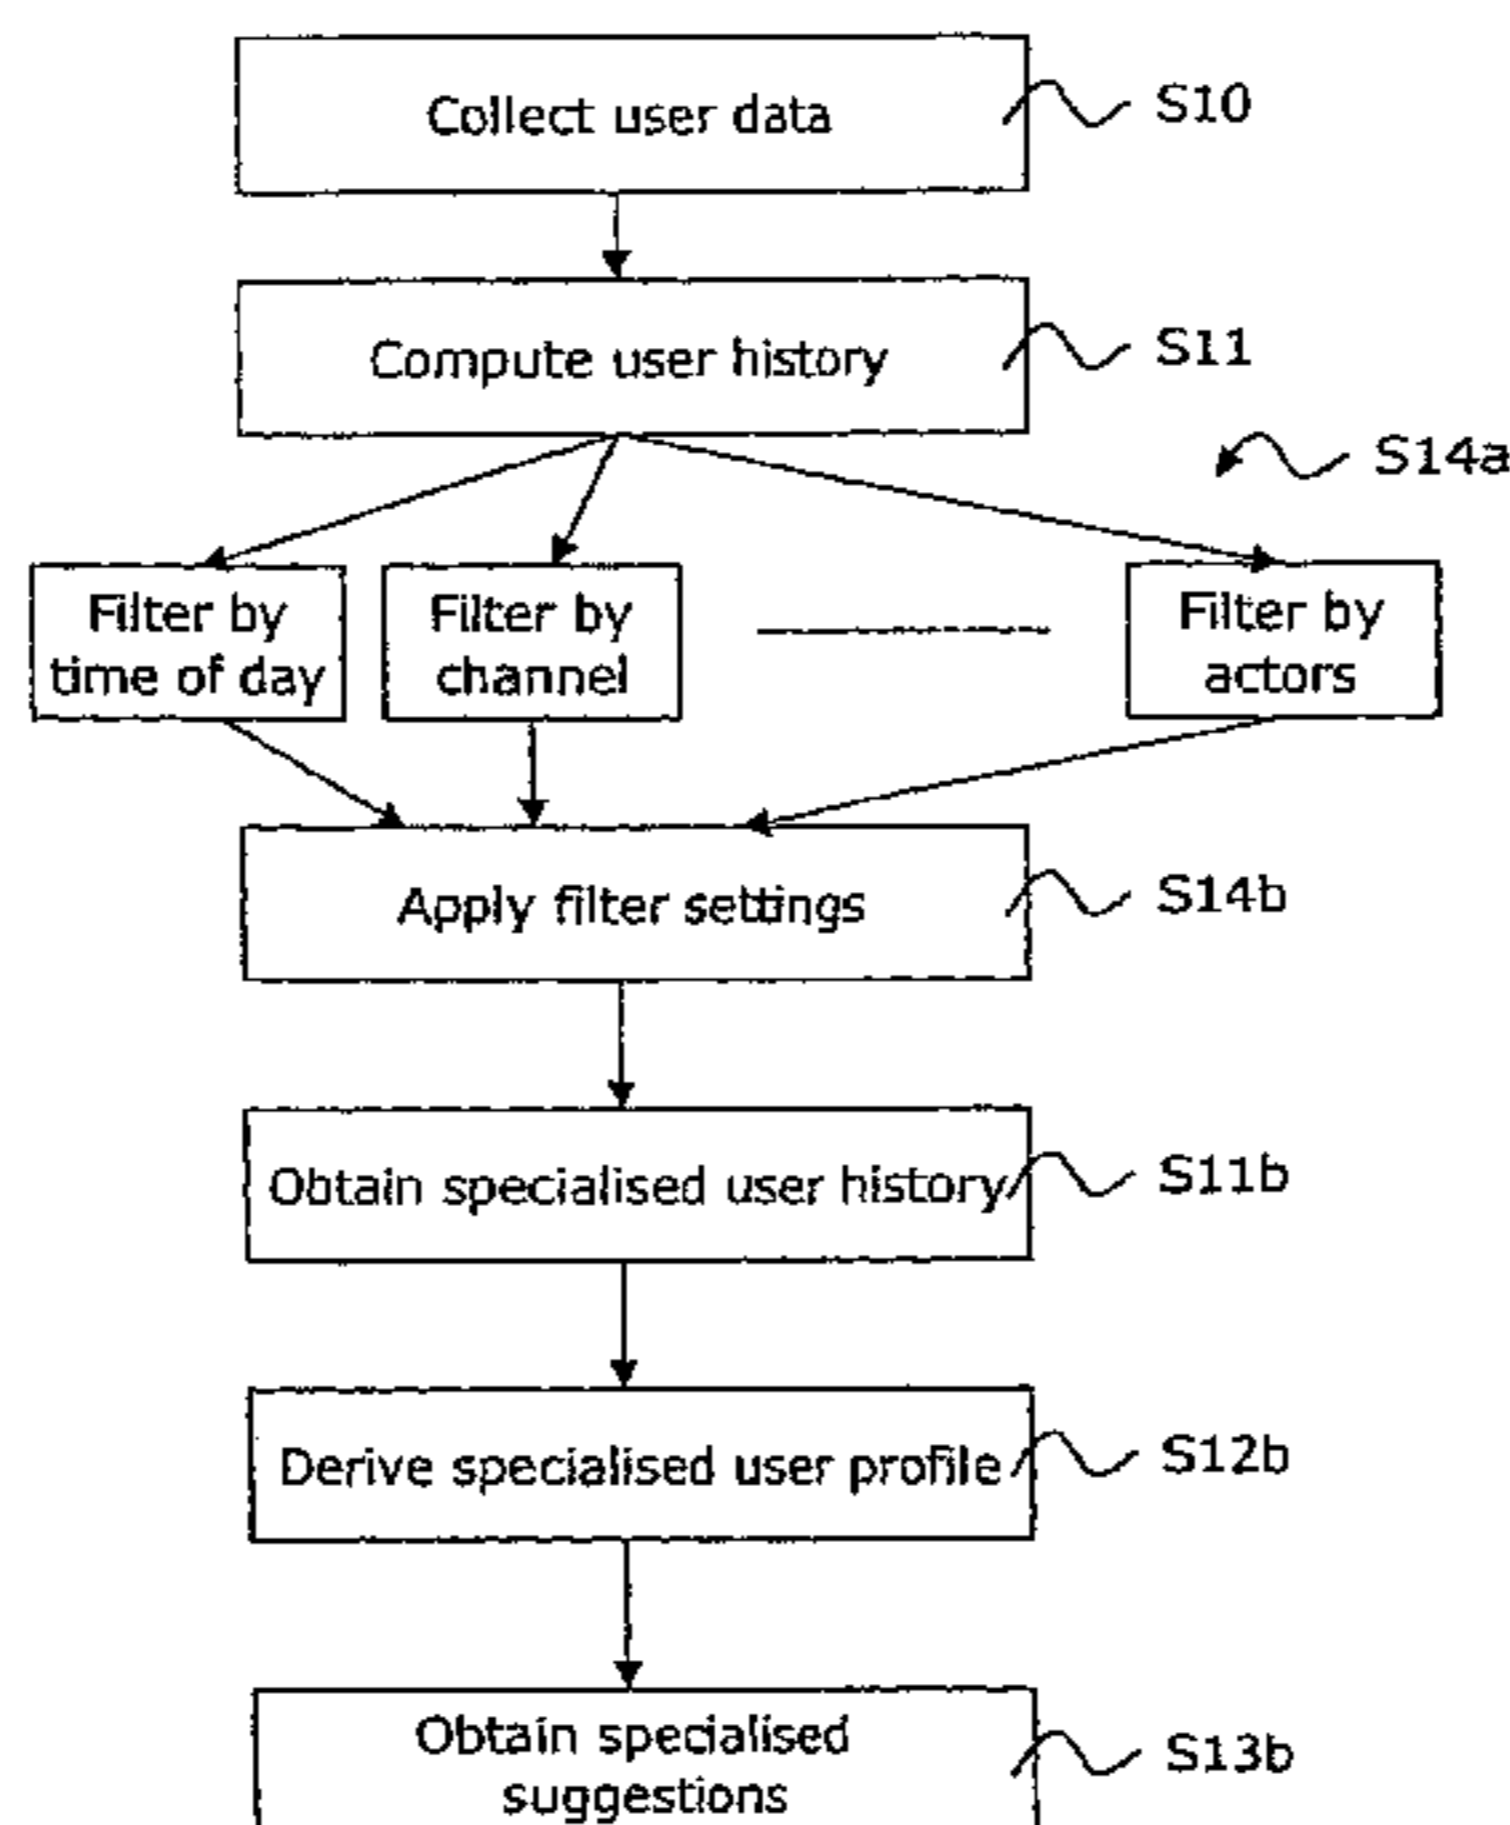 Collect user data
S10
Compute user history
S11
S14a
Filter by
time of day
Filter by
channel
Filter by
actors
Apply filter settings
S14b
Obtain specialised user history
S11b
Derive specialised user profile
S12b
Obtain specialised
suggestions
S13b